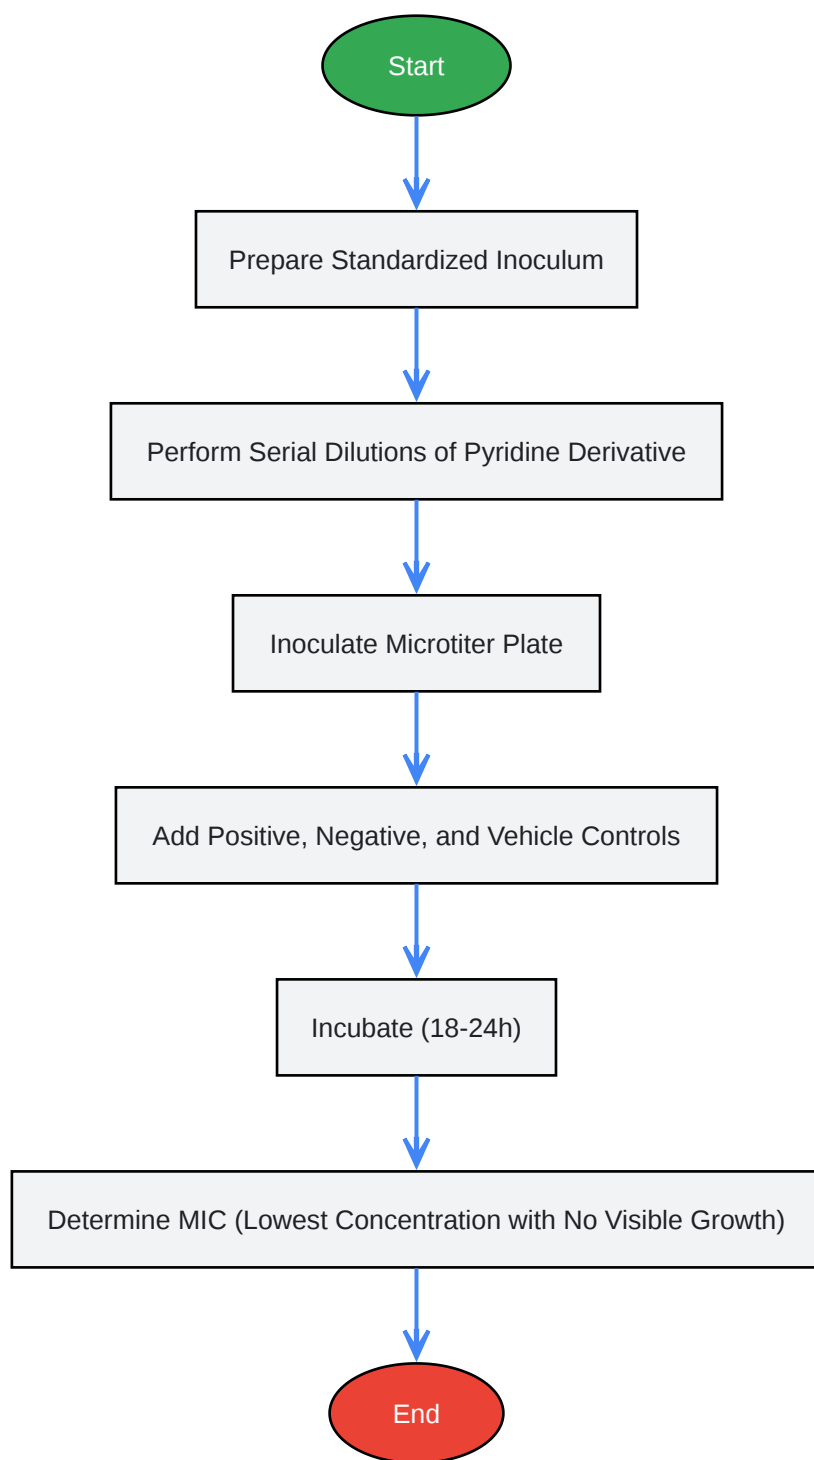 Start
Prepare Standardized Inoculum
Perform Serial Dilutions of Pyridine Derivative
Inoculate Microtiter Plate
Add Positive, Negative, and Vehicle Controls
Incubate (18-24h)
Determine MIC (Lowest Concentration with No Visible Growth)
End